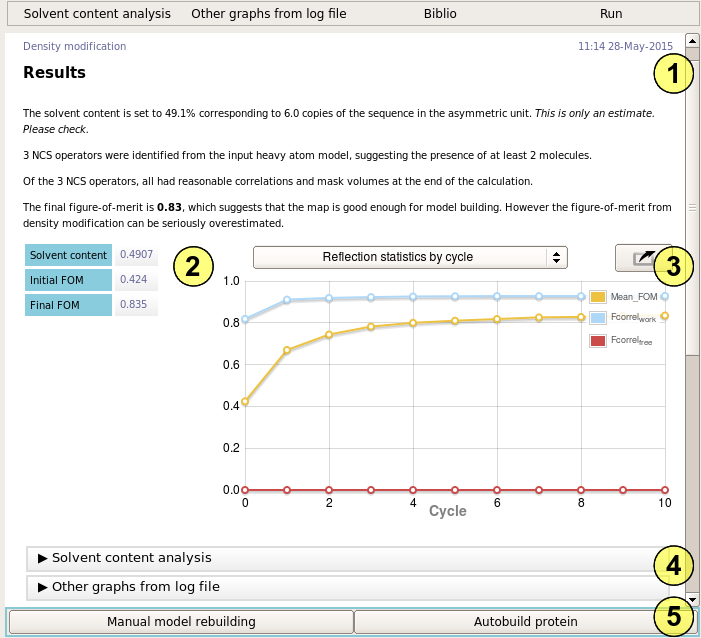 Solvent content analysis Other graphs from log file Biblio Run
Density modification 11:14 28-May-2015
Results
1
The solvent content is set to 49.1% corresponding to 6.0 copies of the sequence in the asymmetric unit. This is only an estimate.
Please check.
3 NCS operators were identified from the input heavy atom model, suggesting the presence of at least 2 molecules.
Of the 3 NCS operators, all had reasonable correlations and mask volumes at the end of the calculation.
The final figure-of-merit is 0.83, which suggests that the map is good enough for model building. However the figure-of-merit from
density modification can be seriously overestimated.
Solvent content 0.4907
Initial FOM 0.424
Final FOM 0.835
2
Reflection statistics by cycle
3
1.0
0.8
0.6
0.4
0.2
0.0
Mean_FOM
Fcorrelwork
Fcorrelfree
0 2 4 6 8 10
Cycle
▶ Solvent content analysis
4
▶ Other graphs from log file
Manual model rebuilding Autobuild protein
5